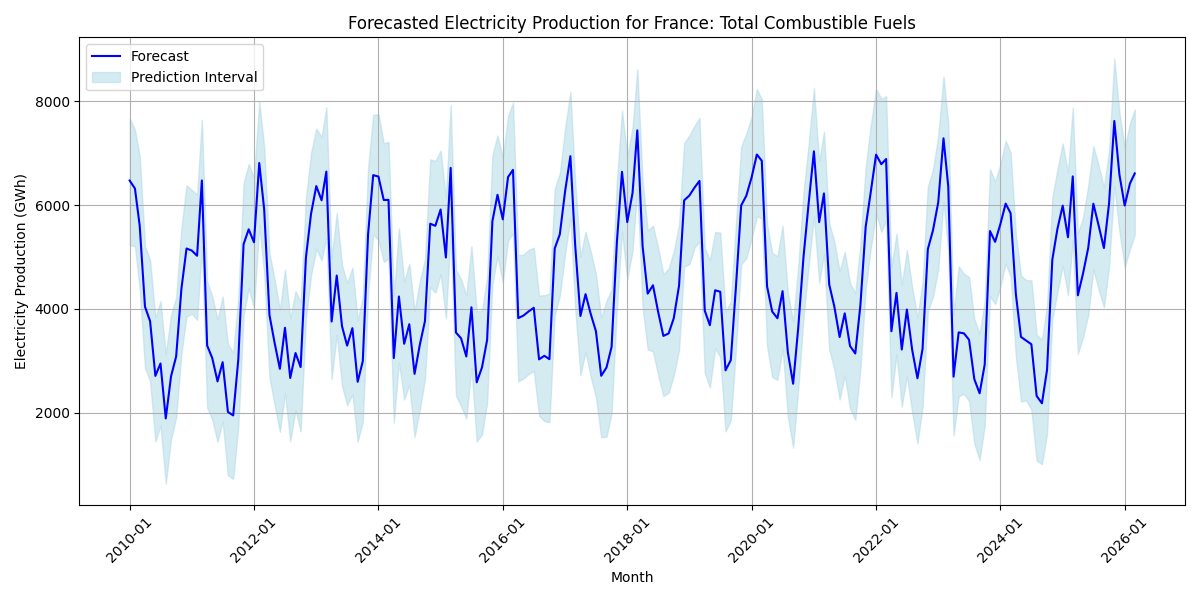 Forecasted Electricity Production for France: Total Combustible Fuels
Forecast
Prediction Interval
Electricity Production (GWh)
8000
6000
4000
2000
2010-01
2012-01
2014-01
2016-01
2018-01
2020-01
2022-01
2024-01
2026-01
Month